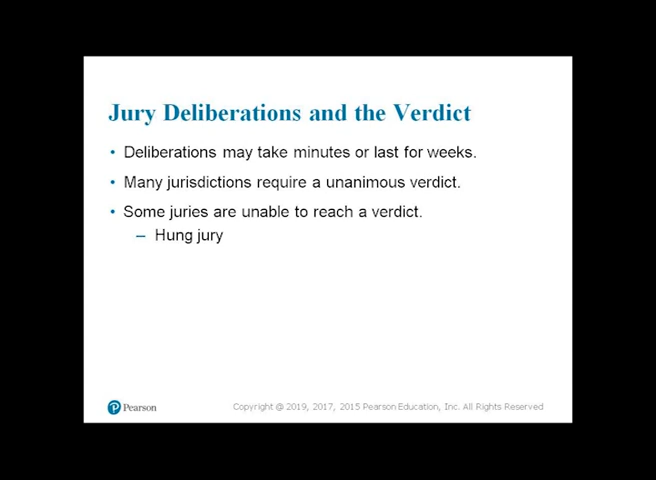 Jury Deliberations and the Verdict
• Deliberations may take minutes or last for weeks.
• Many jurisdictions require a unanimous verdict.
• Some juries are unable to reach a verdict.
– Hung jury
P Pearson
Copyright @ 2019, 2017, 2015 Pearson Education, Inc. All Rights Reserved